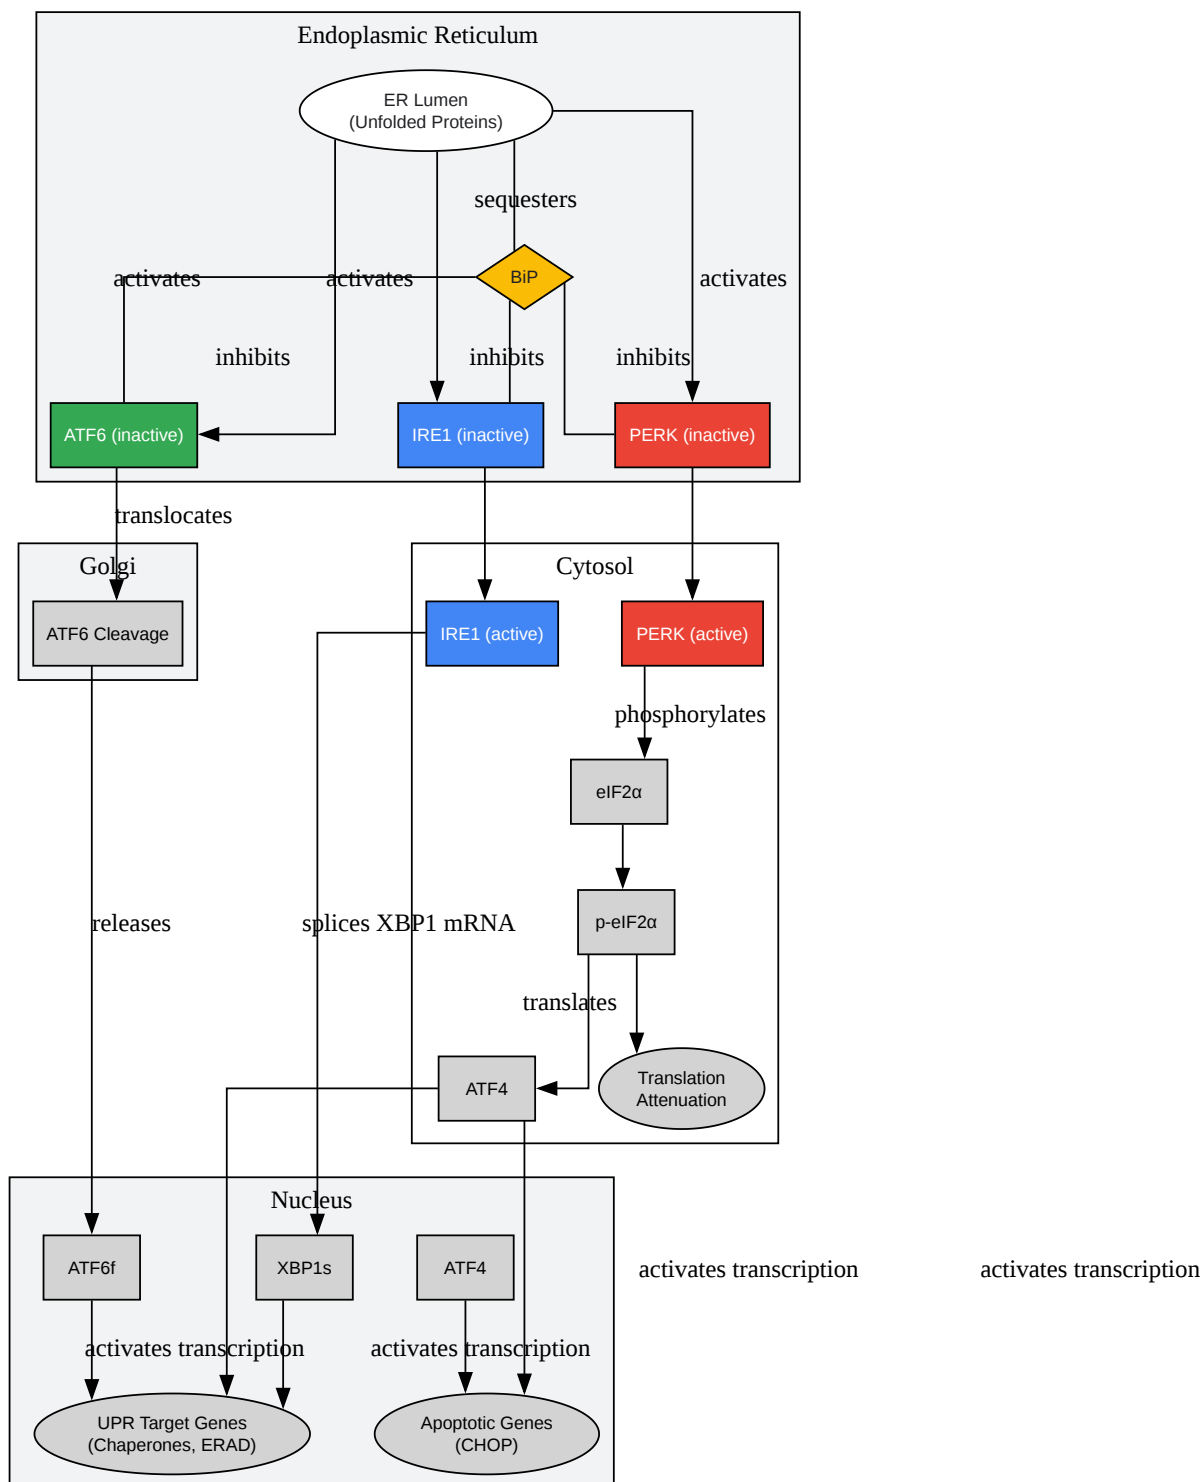 Endoplasmic Reticulum
ER Lumen
(Unfolded Proteins)
sequesters
activates
activates
BiP
activates
inhibits
inhibits
inhibits
ATF6 (inactive)
IRE1 (inactive)
PERK (inactive)
translocates
Golgi
Cytosol
ATF6 Cleavage
IRE1 (active)
PERK (active)
phosphorylates
eIF2α
releases
splices XBP1 mRNA
p-eIF2α
translates
ATF4
Translation
Attenuation
Nucleus
ATF6f
XBP1s
ATF4
activates transcription
activates transcription
activates transcription
activates transcription
UPR Target Genes
(Chaperones, ERAD)
Apoptotic Genes
(CHOP)